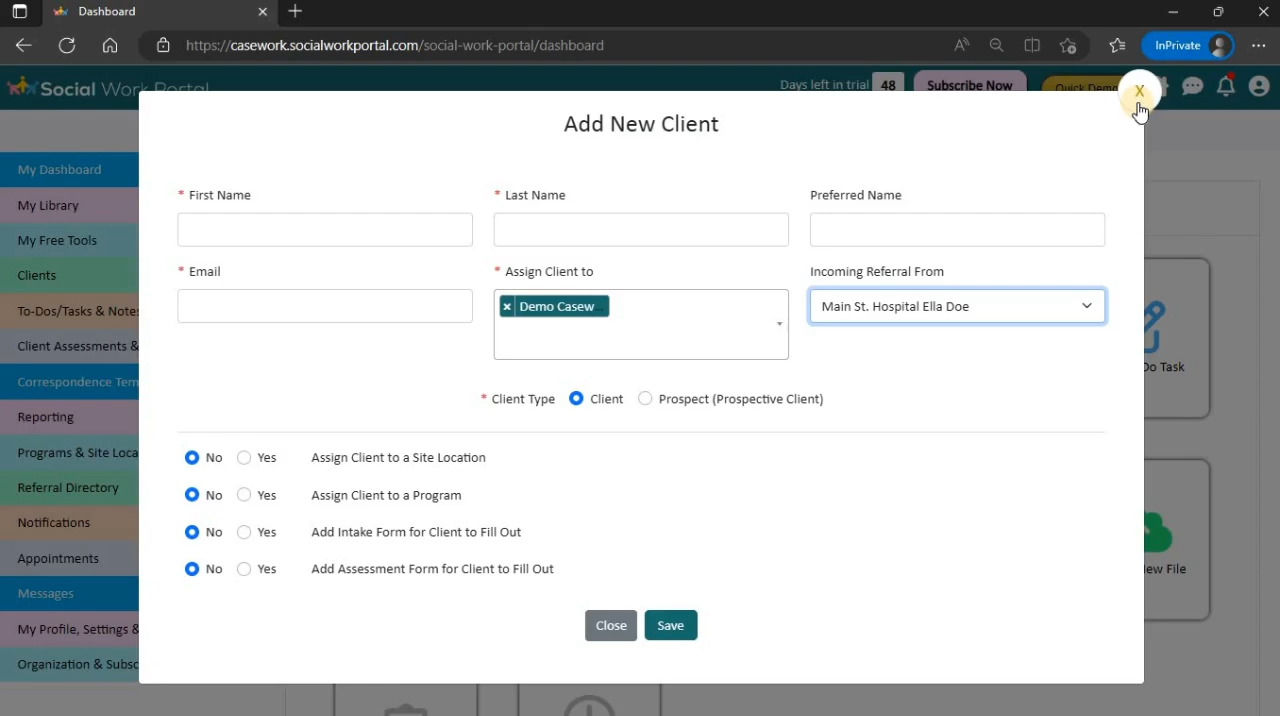 Dashboard
https://casework.socialworkportal.com/social-work-portal/dashboard
InPrivate
Social Work Portal
Days left in trial 48
Subscribe Now
Quick Demo
X
Add New Client
My Dashboard
My Library
My Free Tools
Clients
To-Dos/Tasks & Notes
Client Assessments &
Correspondence Tem
Reporting
Programs & Site Loca
Referral Directory
Notifications
Appointments
Messages
My Profile, Settings &
Organization & Subsc
* First Name
* Last Name
Preferred Name
* Email
* Assign Client to
Incoming Referral From
× Demo Casew
Main St. Hospital Ella Doe
* Client Type Client Prospect (Prospective Client)
No Yes Assign Client to a Site Location
No Yes Assign Client to a Program
No Yes Add Intake Form for Client to Fill Out
No Yes Add Assessment Form for Client to Fill Out
Close Save
Do Task
ew File